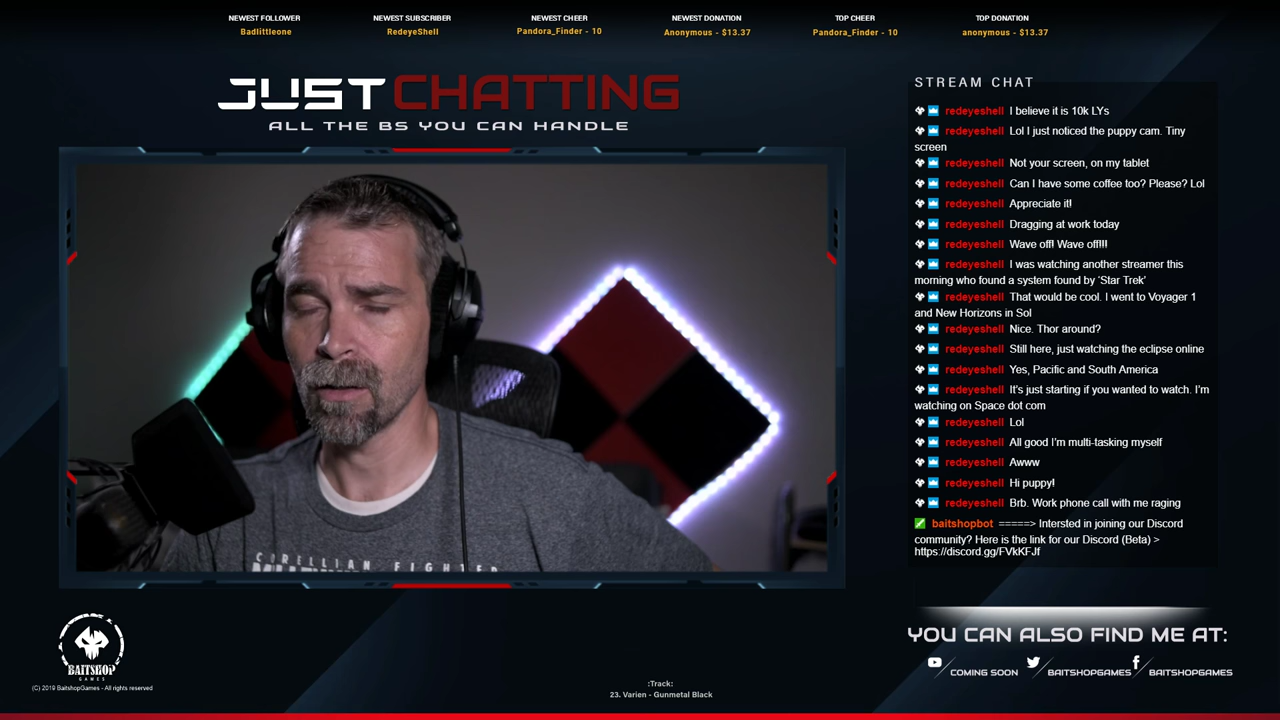 NEWEST FOLLOWER
Badlittleone
NEWEST SUBSCRIBER
RedeyeShell
NEWEST CHEER
Pandora_Finder - 10
NEWEST DONATION
Anonymous - $13.37
TOP CHEER
Pandora_Finder - 10
TOP DONATION
anonymous - $13.37
JUST CHATTING
ALL THE BS YOU CAN HANDLE
CORELLIAN FIGHTER
STREAM CHAT
redeyeshell I believe it is 10k LYs
redeyeshell Lol I just noticed the puppy cam. Tiny
screen
redeyeshell Not your screen, on my tablet
redeyeshell Can I have some coffee too? Please? Lol
redeyeshell Appreciate it!
redeyeshell Dragging at work today
redeyeshell Wave off! Wave off!!!
redeyeshell I was watching another streamer this
morning who found a system found by ‘Star Trek’
redeyeshell That would be cool. I went to Voyager 1
and New Horizons in Sol
redeyeshell Nice. Thor around?
redeyeshell Still here, just watching the eclipse online
redeyeshell Yes, Pacific and South America
redeyeshell It’s just starting if you wanted to watch. I’m
watching on Space dot com
redeyeshell Lol
redeyeshell All good I’m multi-tasking myself
redeyeshell Awww
redeyeshell Hi puppy!
redeyeshell Brb. Work phone call with me raging
baitshopbot =====> Intersted in joining our Discord
community? Here is the link for our Discord (Beta) >
https://discord.gg/FVkKFJf
YOU CAN ALSO FIND ME AT:
COMING SOON
BAITSHOPGAMES
BAITSHOPGAMES
BAITSHOP
GAMES
(C) 2019 BaitshopGames - All rights reserved
:Track:
23. Varien - Gunmetal Black